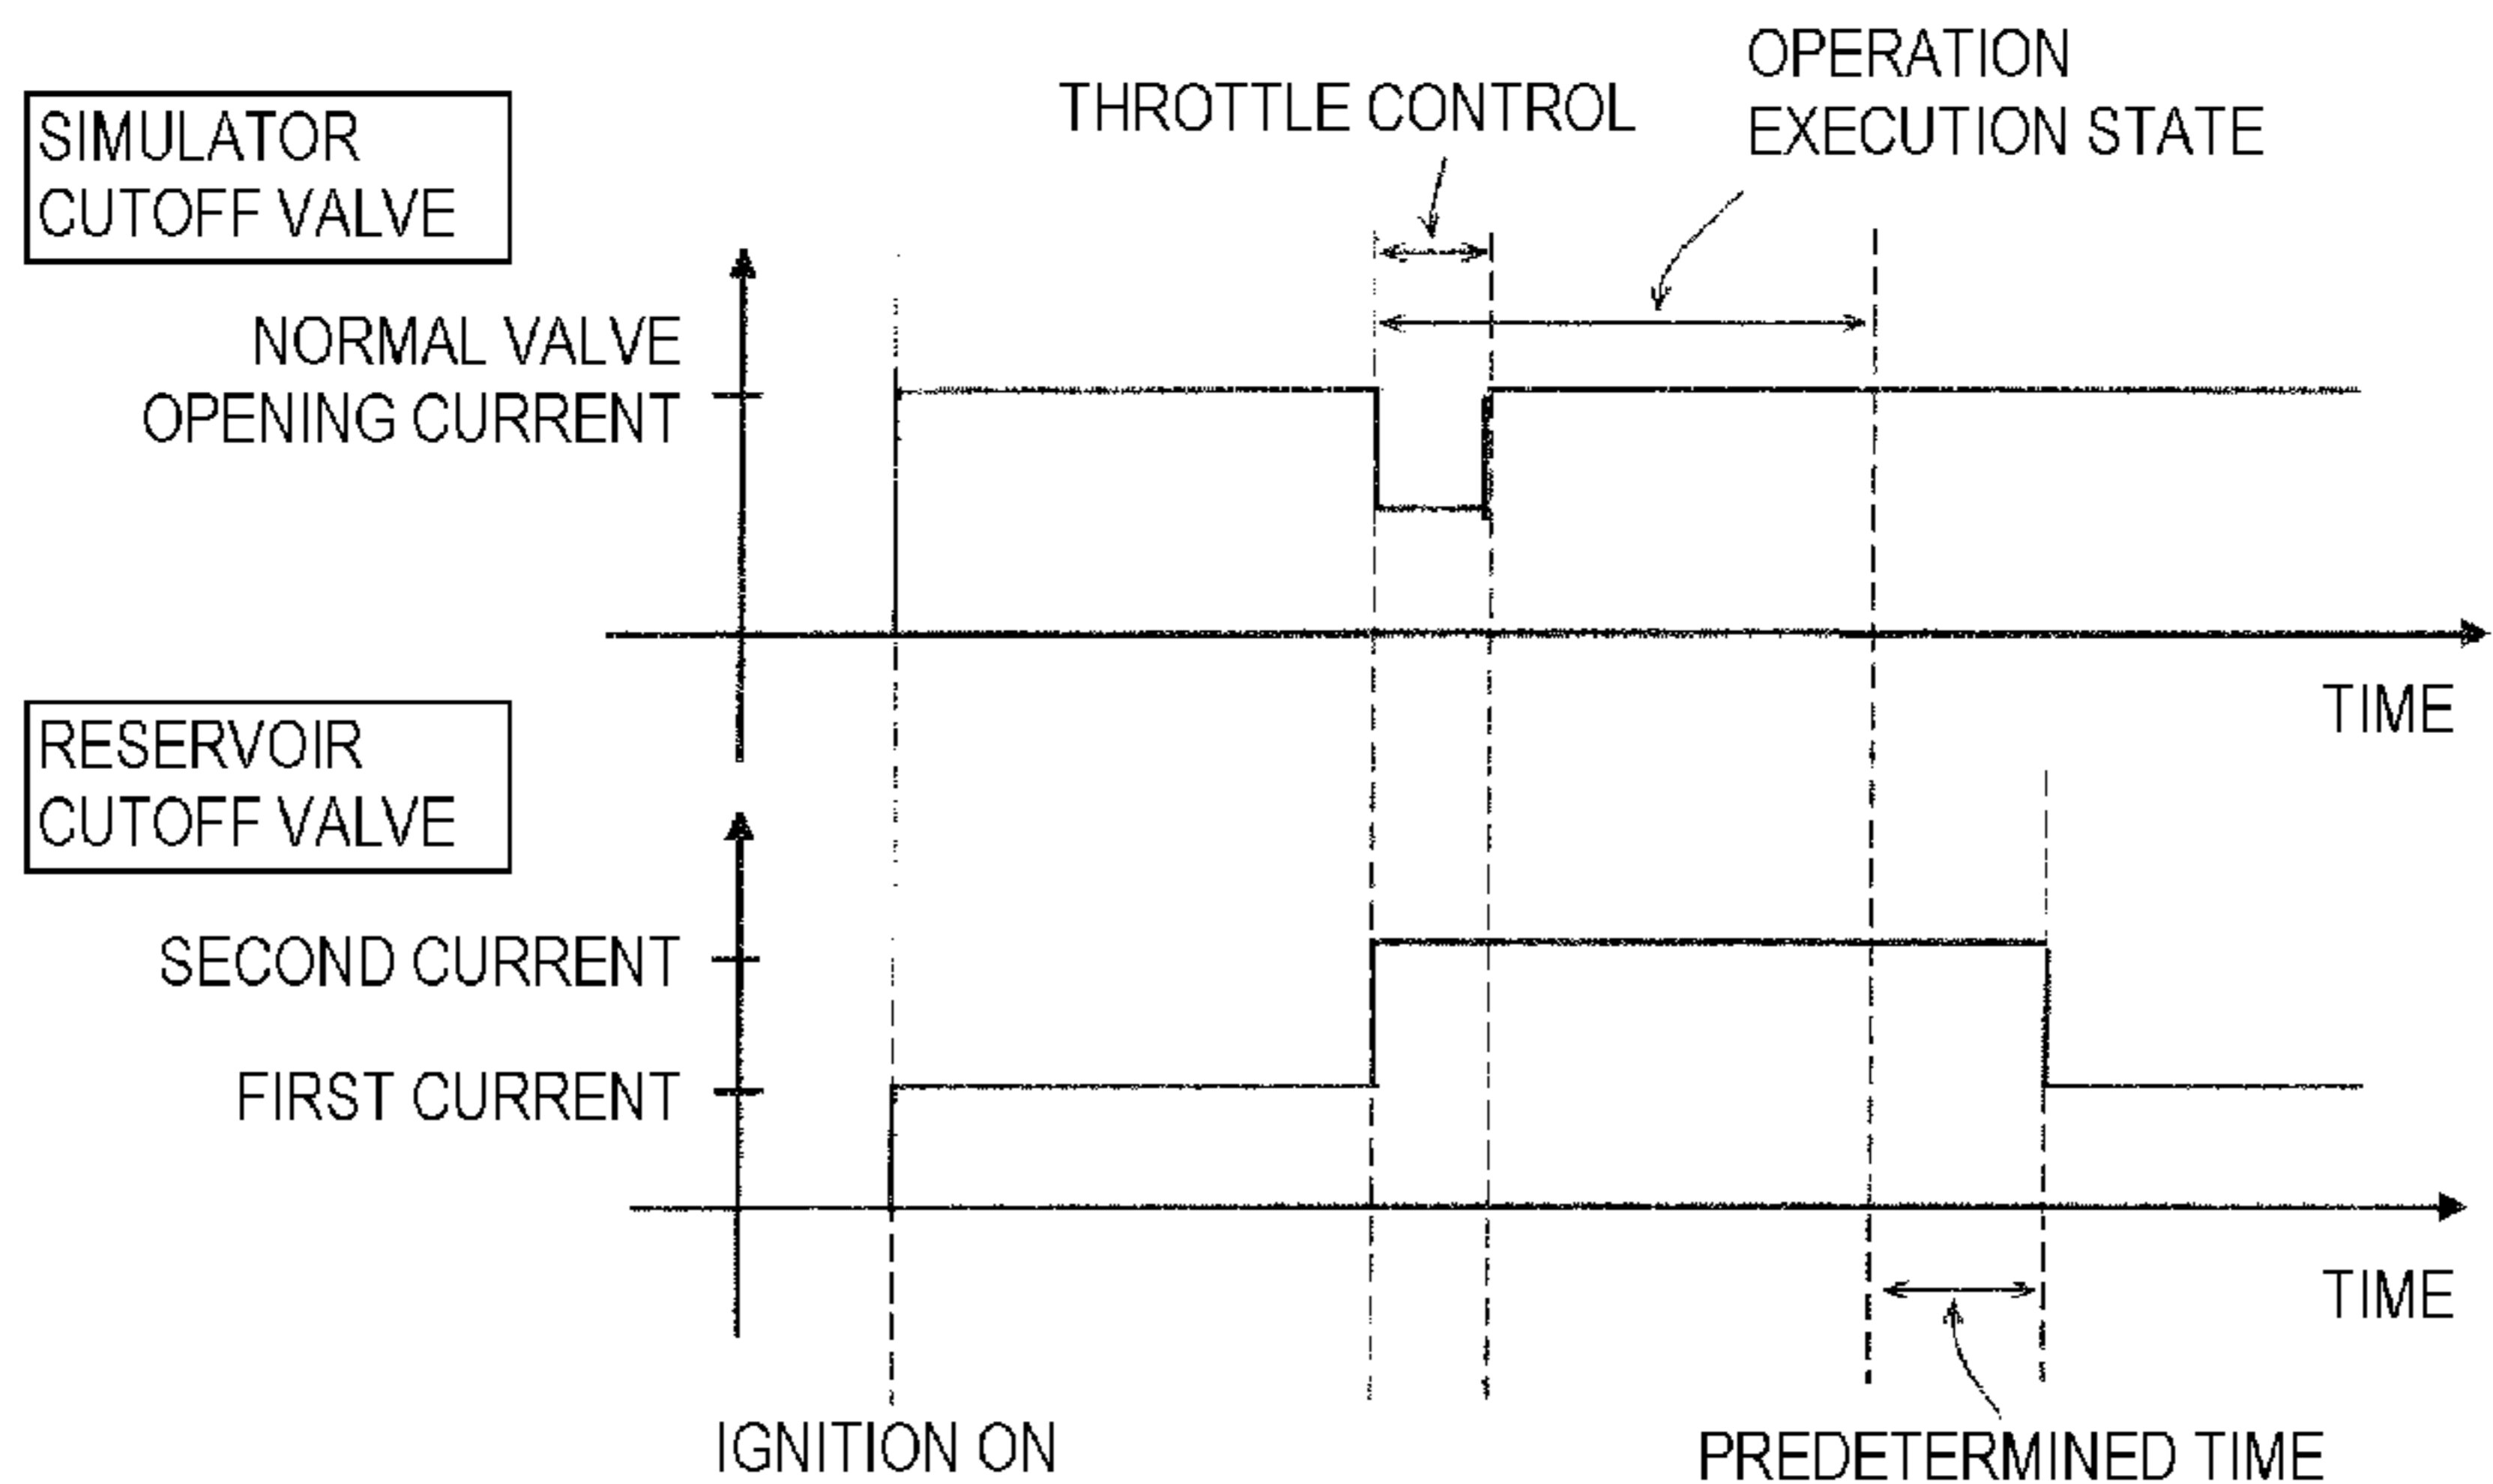 OPERATION
EXECUTION STATE
THROTTLE CONTROL
SIMULATOR
CUTOFF VALVE
NORMAL VALVE
OPENING CURRENT
TIME
RESERVOIR
CUTOFF VALVE
SECOND CURRENT
FIRST CURRENT
TIME
IGNITION ON
PREDETERMINED TIME